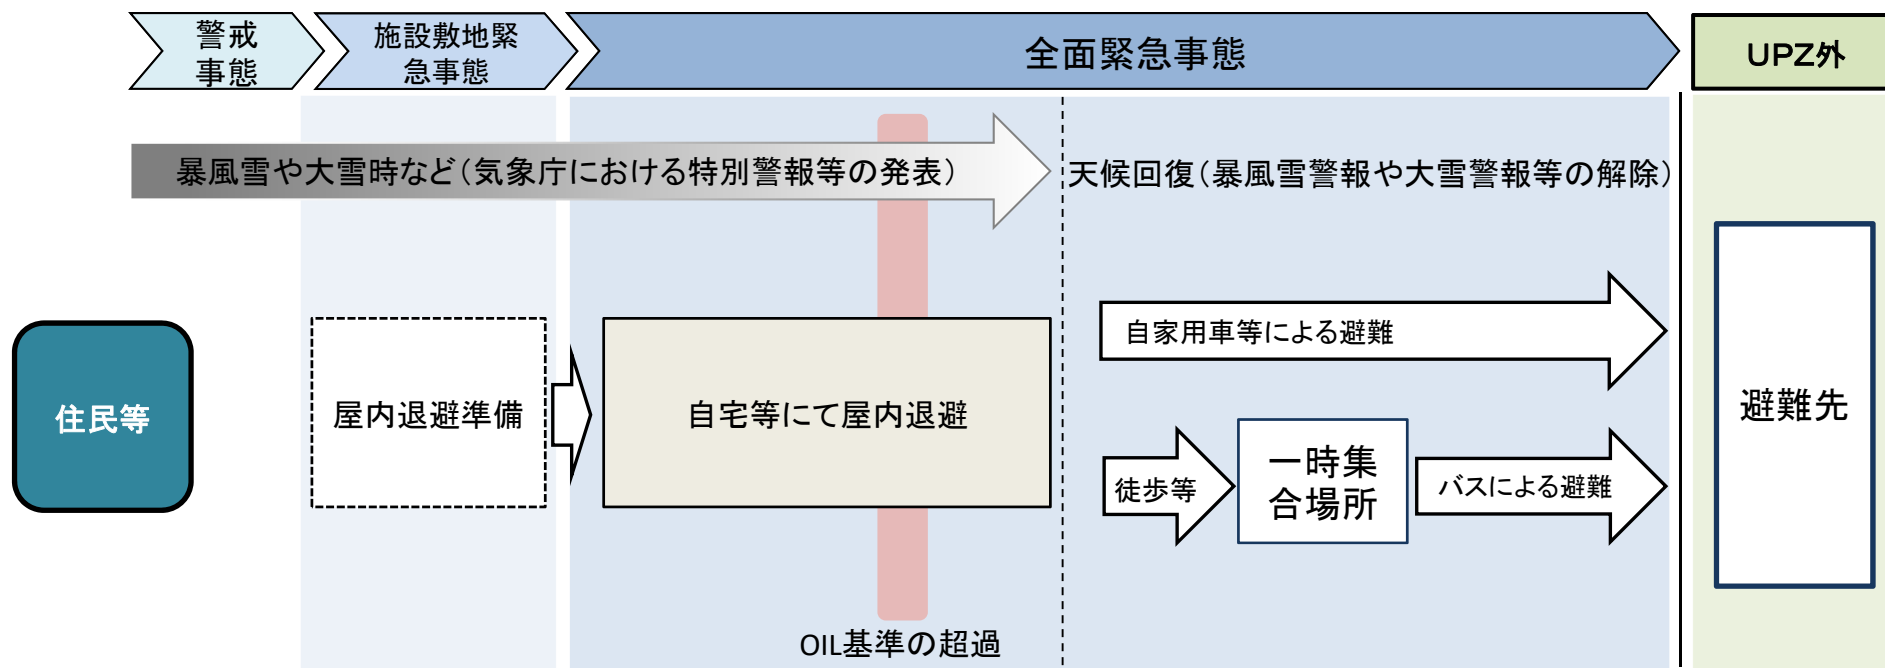 警戒
事態
施設敷地緊
急事態
全面緊急事態
UPZ外
暴風雪や大雪時など（気象庁における特別警報等の発表）
天候回復（暴風雪警報や大雪警報等の解除）
住民等
屋内退避準備
自宅等にて屋内退避
自家用車等による避難
徒歩等
一時集
合場所
バスによる避難
避難先
OIL基準の超過